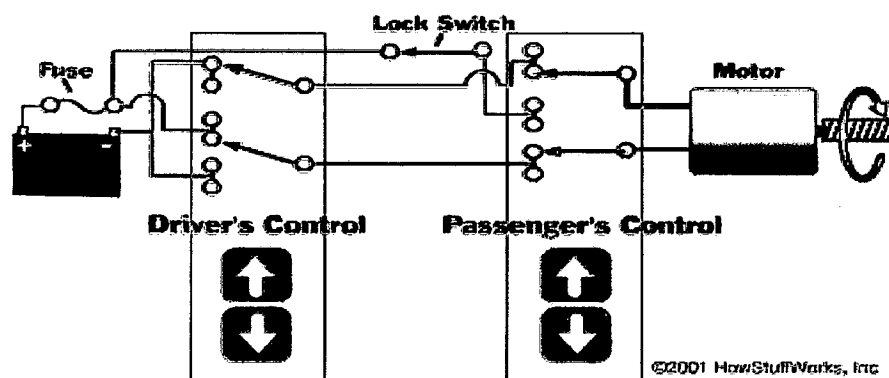 Lock Switch
Fuse
Motor
+ -
Driver's Control
Passenger's Control
©2001 HowStuffWorks, Inc